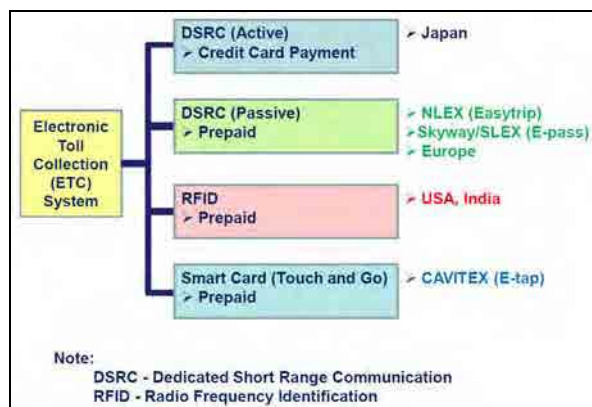 Electronic
Toll
Collection
(ETC)
System
DSRC (Active)
➢ Credit Card Payment
➢ Japan
DSRC (Passive)
➢ Prepaid
➢ NLEX (Easytrip)
➢ Skyway/SLEX (E-pass)
➢ Europe
RFID
➢ Prepaid
➢ USA, India
Smart Card (Touch and Go)
➢ Prepaid
➢ CAVITEX (E-tap)
Note:
DSRC - Dedicated Short Range Communication
RFID - Radio Frequency Identification